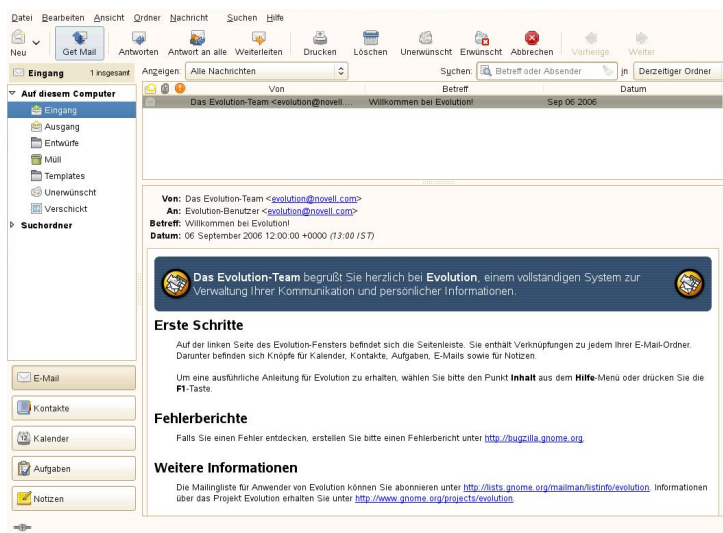 Datei Bearbeiten Ansicht Ordner Nachricht Suchen Hilfe
Neu Get Mail Antworten Antwort an alle Weiterleiten Drucken Löschen Unerwünscht Erwünscht Abbrechen Vorherige Weiter
Eingang 1 insgesamt Anzeigen: Alle Nachrichten Suchen: Betreff oder Absender in Derzeitiger Ordner
Auf diesem Computer
Eingang
Ausgang
Entwürfe
Müll
Templates
Unerwünscht
Verschickt
Suchordner
Von Betreff Datum
Das Evolution-Team <evolution@novell.... Willkommen bei Evolution! Sep 06 2006
Von: Das Evolution-Team <evolution@novell.com>
An: Evolution-Benutzer <evolution@novell.com>
Betreff: Willkommen bei Evolution!
Datum: 06 September 2006 12:00:00 +0000 (13:00 IST)
Das Evolution-Team begrüßt Sie herzlich bei Evolution, einem vollständigen System zur
Verwaltung Ihrer Kommunikation und persönlicher Informationen.
Erste Schritte
Auf der linken Seite des Evolution-Fensters befindet sich die Seitenleiste. Sie enthält Verknüpfungen zu jedem Ihrer E-Mail-Ordner.
Darunter befinden sich Knöpfe für Kalender, Kontakte, Aufgaben, E-Mails sowie für Notizen.
Um eine ausführliche Anleitung für Evolution zu erhalten, wählen Sie bitte den Punkt Inhalt aus dem Hilfe-Menü oder drücken Sie die
F1-Taste.
Fehlerberichte
Falls Sie einen Fehler entdecken, erstellen Sie bitte einen Fehlerbericht unter http://bugzilla.gnome.org.
Weitere Informationen
Die Mailingliste für Anwender von Evolution können Sie abonnieren unter http://lists.gnome.org/mailman/listinfo/evolution. Informationen
über das Projekt Evolution erhalten Sie unter http://www.gnome.org/projects/evolution.
E-Mail
Kontakte
12 Kalender
Aufgaben
Notizen